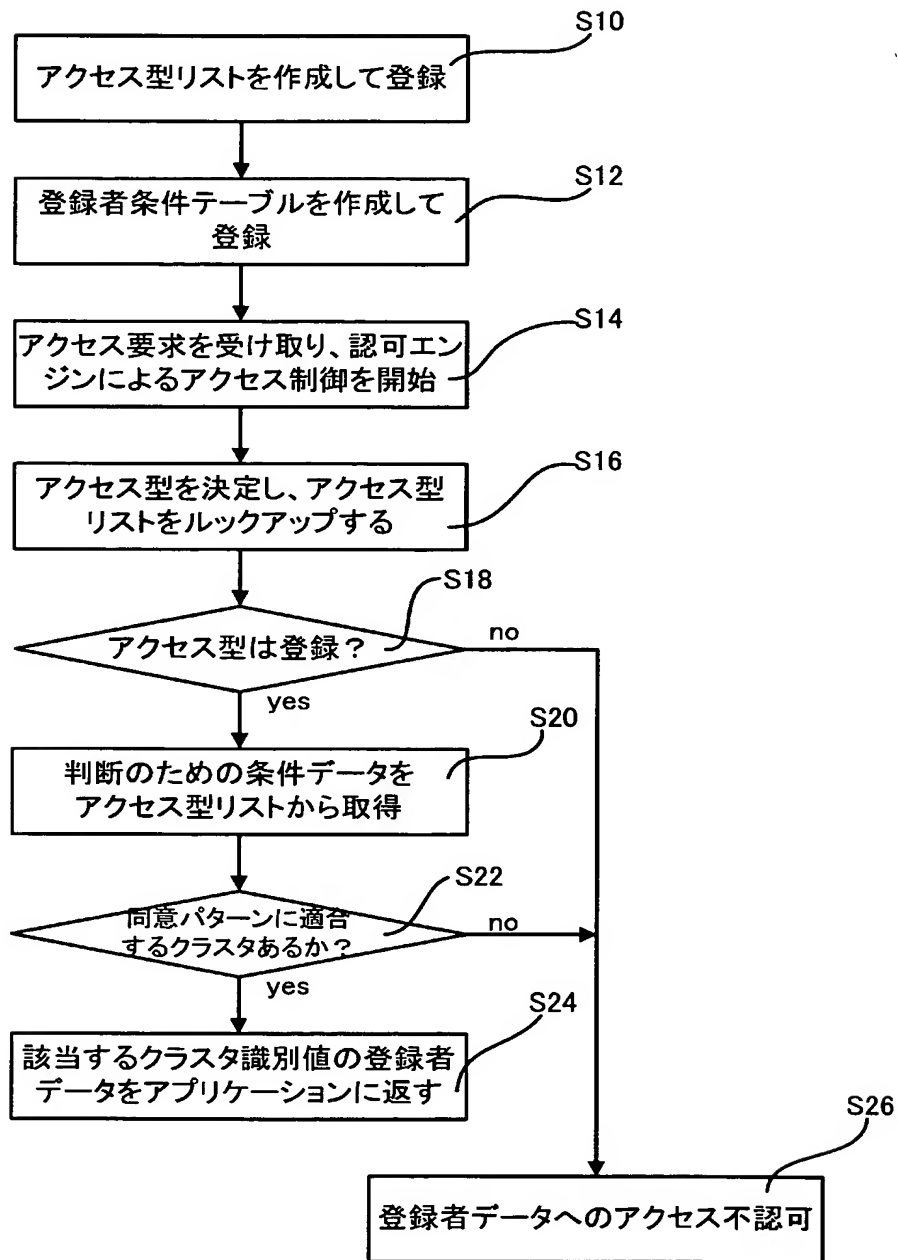 S10
アクセス型リストを作成して登録
S12
登録者条件テーブルを作成して
登録
S14
アクセス要求を受け取り、認可エン
ジンによるアクセス制御を開始
S16
アクセス型を決定し、アクセス型
リストをルックアップする
S18
アクセス型は登録？
no
yes
S20
判断のための条件データを
アクセス型リストから取得
S22
同意パターンに適合
するクラスタあるか？
no
yes
S24
該当するクラスタ識別値の登録者
データをアプリケーションに返す
S26
登録者データへのアクセス不認可